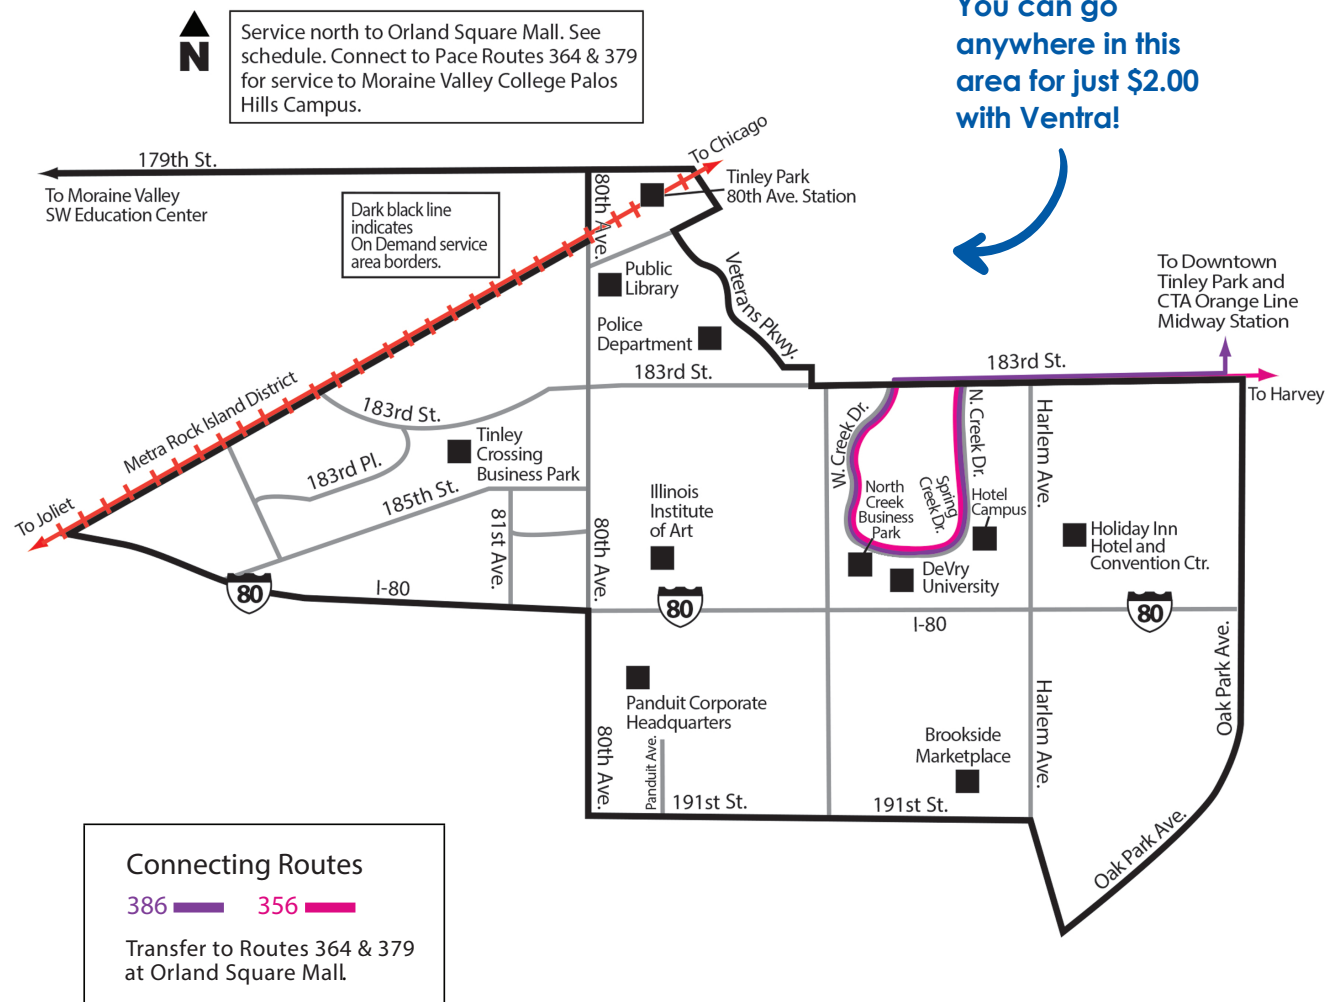 You can go
anywhere in this
area for just $2.00
with Ventra!
N
Service north to Orland Square Mall. See
schedule. Connect to Pace Routes 364 & 379
for service to Moraine Valley College Palos
Hills Campus.
179th St.
To Moraine Valley
SW Education Center
Dark black line
indicates
On Demand service
area borders.
80th Ave.
To Chicago
Tinley Park
80th Ave. Station
Public
Library
Police
Department
Veterans Pkwy.
To Downtown
Tinley Park and
CTA Orange Line
Midway Station
183rd St.
183rd St.
To Harvey
Metra Rock Island District
183rd St.
183rd Pl.
Tinley
Crossing
Business Park
185th St.
To Joliet
81st Ave.
80th Ave.
Illinois
Institute
of Art
W. Creek Dr.
N. Creek Dr.
North
Creek
Business
Park
Spring
Creek Dr.
Hotel
Campus
Harlem Ave.
Holiday Inn
Hotel and
Convention Ctr.
DeVry
University
80
I-80
80
I-80
80
Panduit Corporate
Headquarters
80th Ave.
Panduit Ave.
191st St.
191st St.
Brookside
Marketplace
Harlem Ave.
Oak Park Ave.
Oak Park Ave.
Connecting Routes
386
356
Transfer to Routes 364 & 379
at Orland Square Mall.